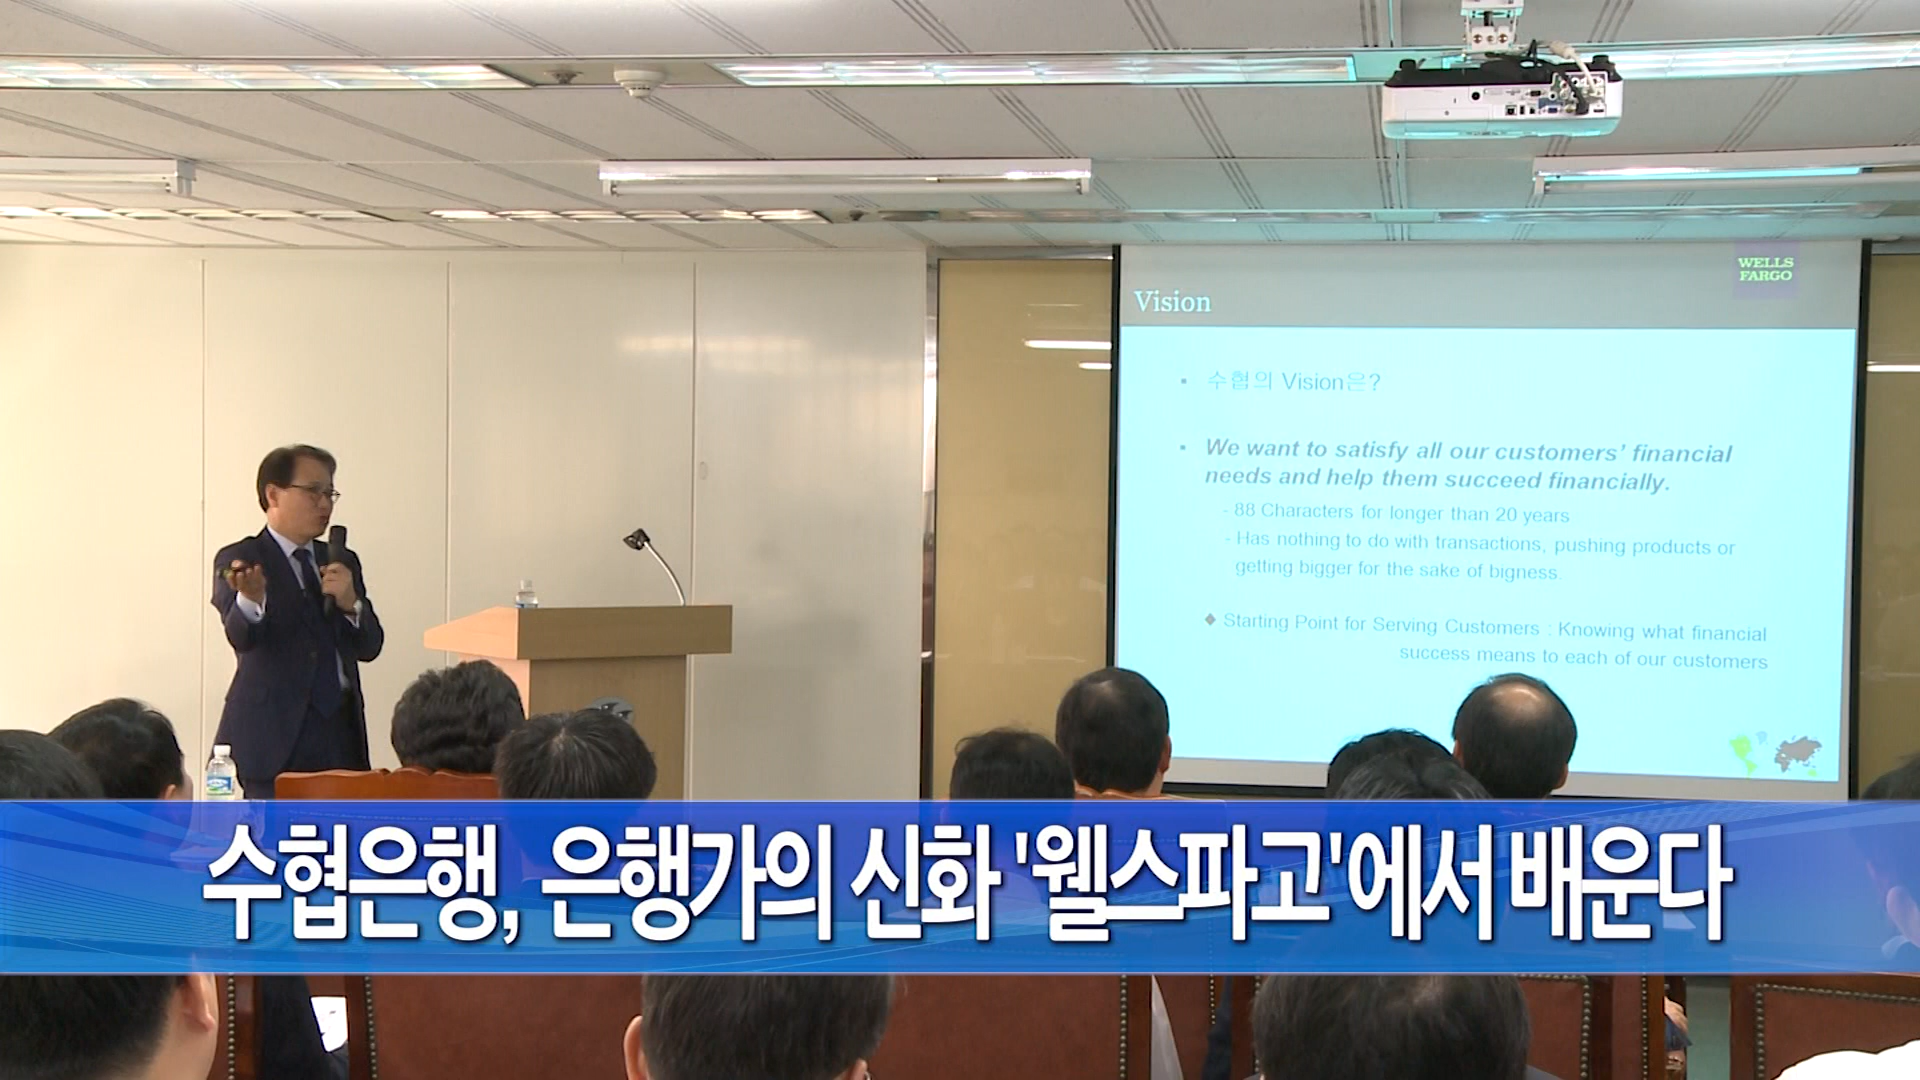 WELLS
FARGO
Vision
▪ 수협의 Vision은?
▪ We want to satisfy all our customers’ financial
needs and help them succeed financially.
- 88 Characters for longer than 20 years
- Has nothing to do with transactions, pushing products or
getting bigger for the sake of bigness.
❖ Starting Point for Serving Customers : Knowing what financial
success means to each of our customers
수협은행, 은행가의 신화 '웰스파고'에서 배운다